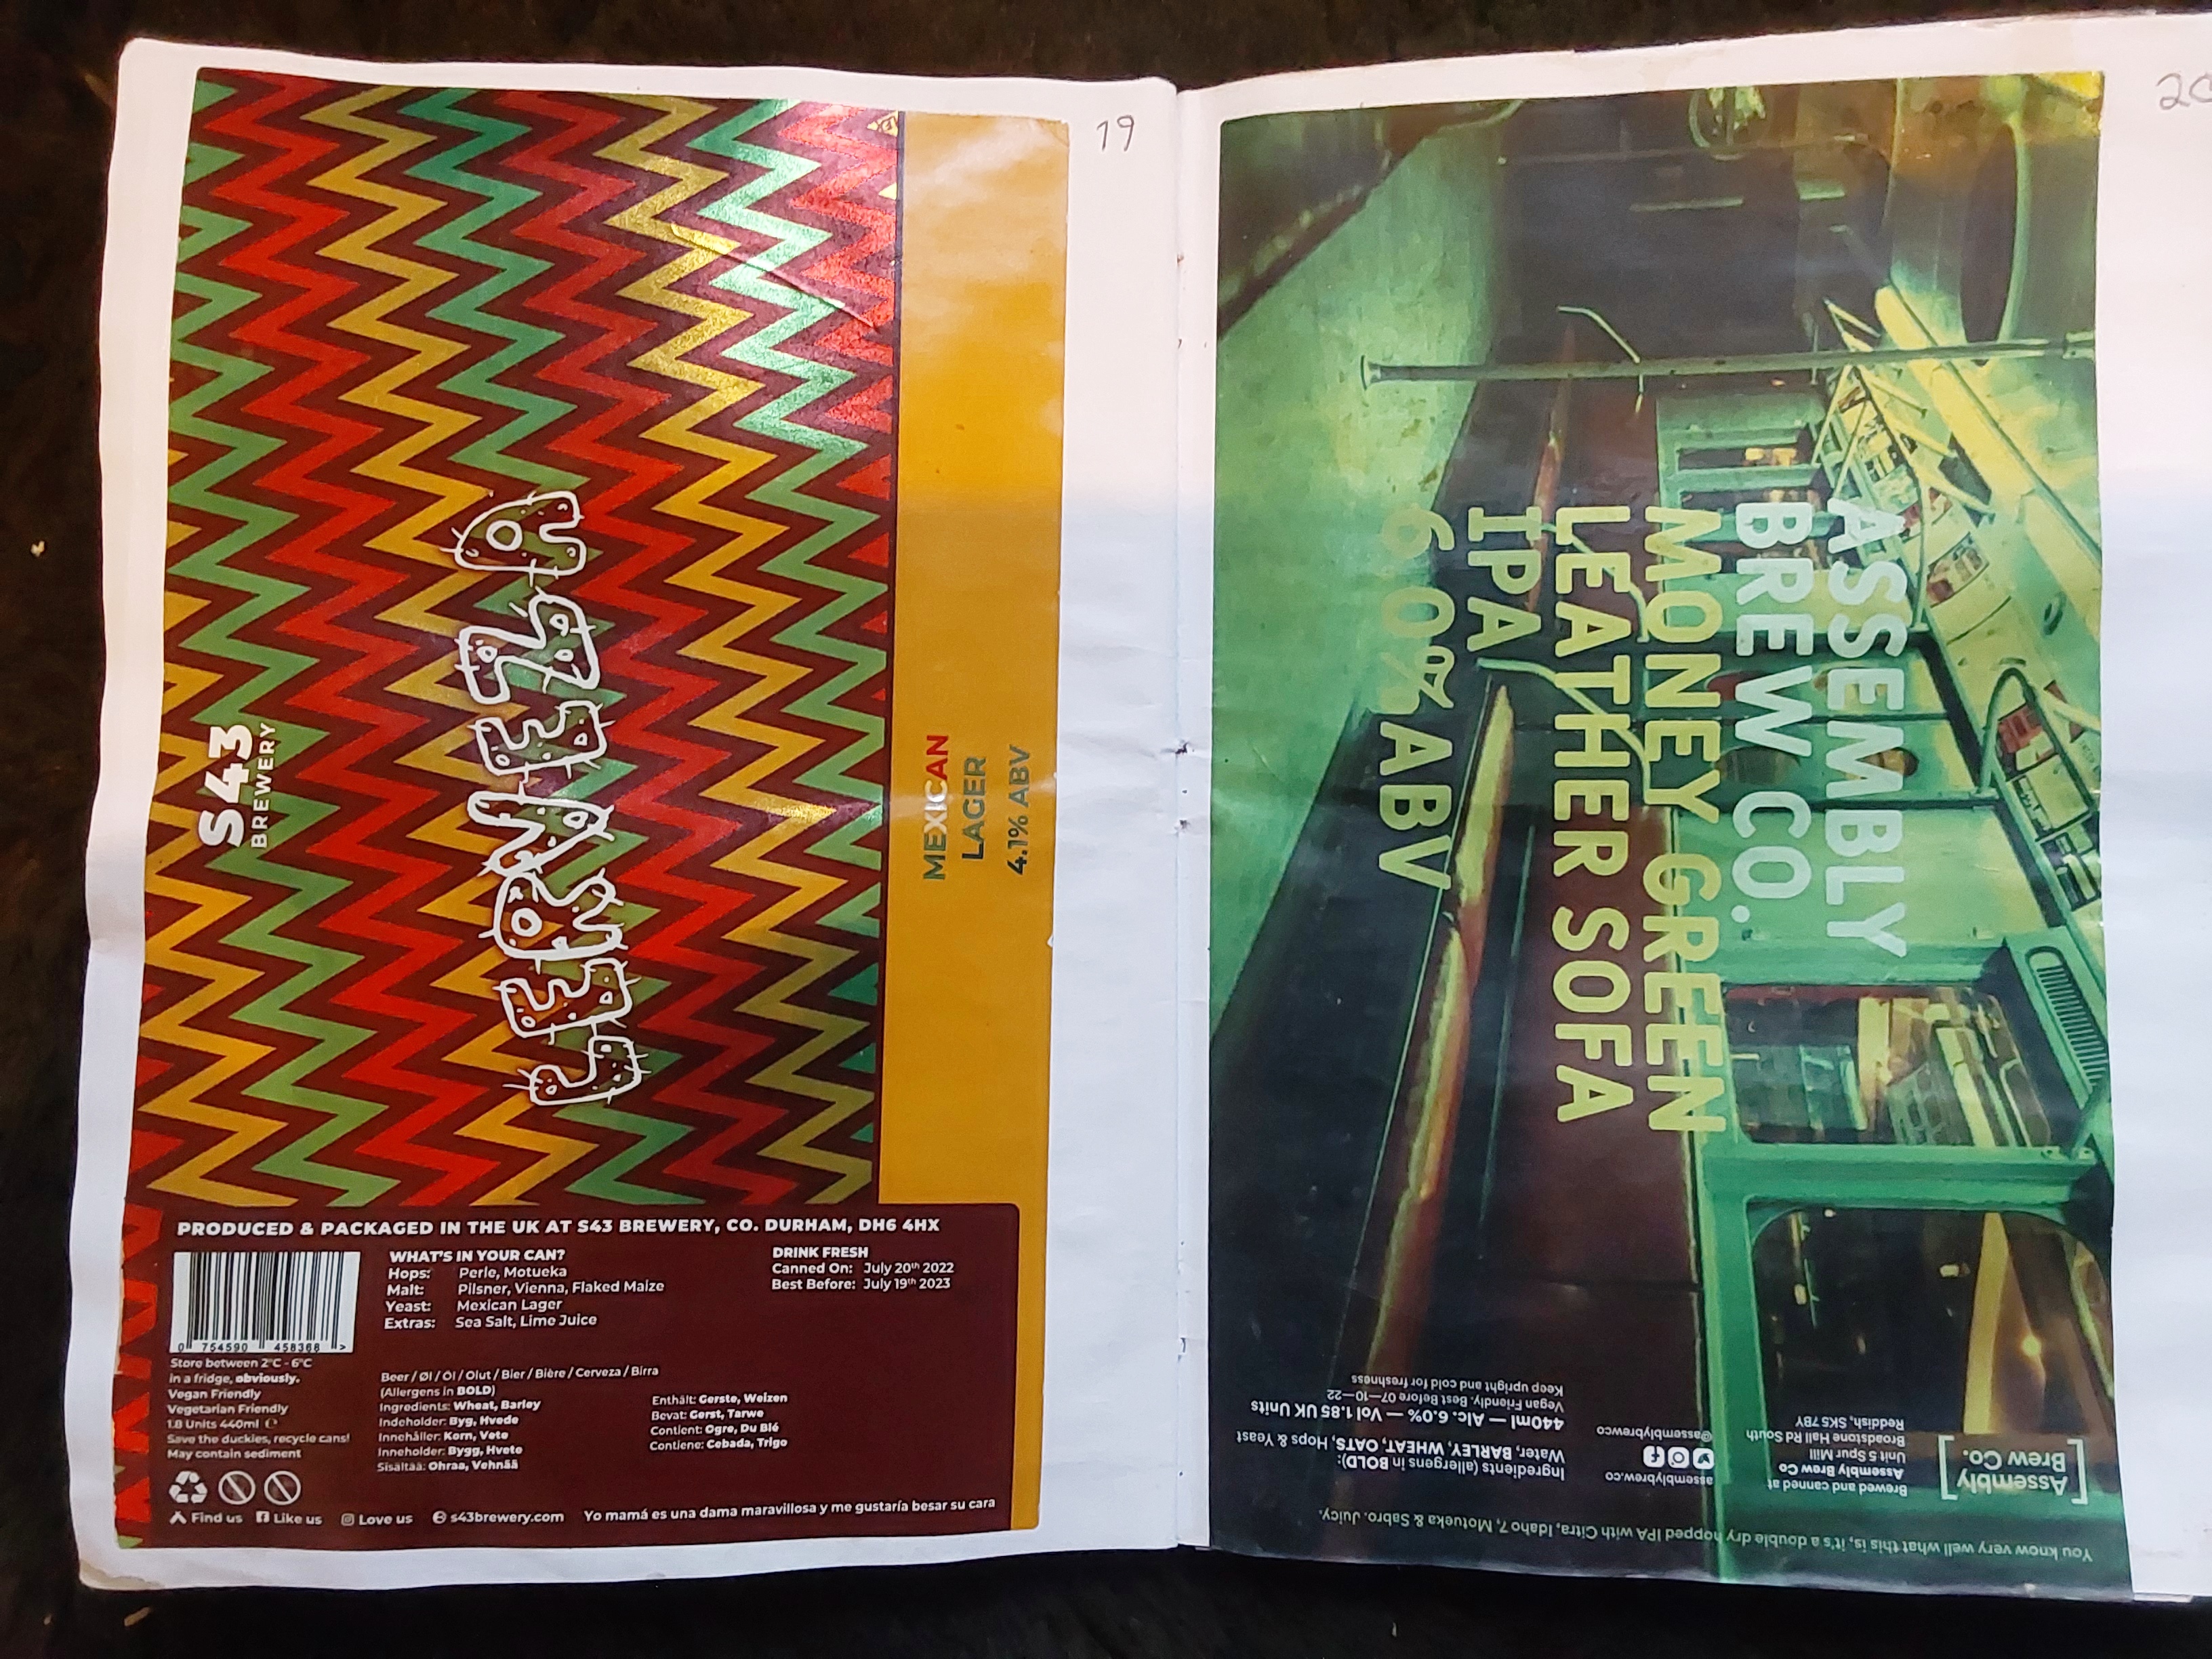 19
S43
BREWERY
SERVEZA
MEXICAN
LAGER
4.1% ABV
PRODUCED & PACKAGED IN THE UK AT S43 BREWERY, CO. DURHAM, DH6 4HX
0 754590 458368 >
Store between 2°C - 6°C
in a fridge, obviously.
Vegan Friendly
Vegetarian Friendly
1.8 Units 440ml ℮
Save the duckies, recycle cans!
May contain sediment
WHAT'S IN YOUR CAN?
Hops: Perle, Motueka
Malt: Pilsner, Vienna, Flaked Maize
Yeast: Mexican Lager
Extras: Sea Salt, Lime Juice
DRINK FRESH
Canned On: July 20th 2022
Best Before: July 19th 2023
Beer / Øl / Öl / Olut / Bier / Bière / Cerveza / Birra
(Allergens in BOLD)
Ingredients: Wheat, Barley
Indeholder: Byg, Hvede
Innehåller: Korn, Vete
Inneholder: Bygg, Hvete
Sisältää: Ohraa, Vehnää
Enthält: Gerste, Weizen
Bevat: Gerst, Tarwe
Contient: Orge, Du Blé
Contiene: Cebada, Trigo
Find us Like us Love us s43brewery.com Yo mamá es una dama maravillosa y me gustaría besar su cara
20
ASSEMBLY
BREW CO.
MONEY GREEN
LEATHER SOFA
IPA
6.0% ABV
You know very well what this is, it's a double dry hopped IPA with Citra, Idaho 7, Motueka & Sabro. Juicy.
[Assembly
Brew Co.]
Brewed and canned at
Assembly Brew Co
Unit 5 Spur Mill
Broadstone Hall Rd South
Reddish, SK5 7BY
assemblybrew.co
@assemblybrewco
Ingredients (allergens in BOLD):
Water, BARLEY, WHEAT, OATS, Hops & Yeast
440ml — Alc. 6.0% — Vol 1.85 UK Units
Vegan Friendly. Best Before 07—10—22
Keep upright and cold for freshness